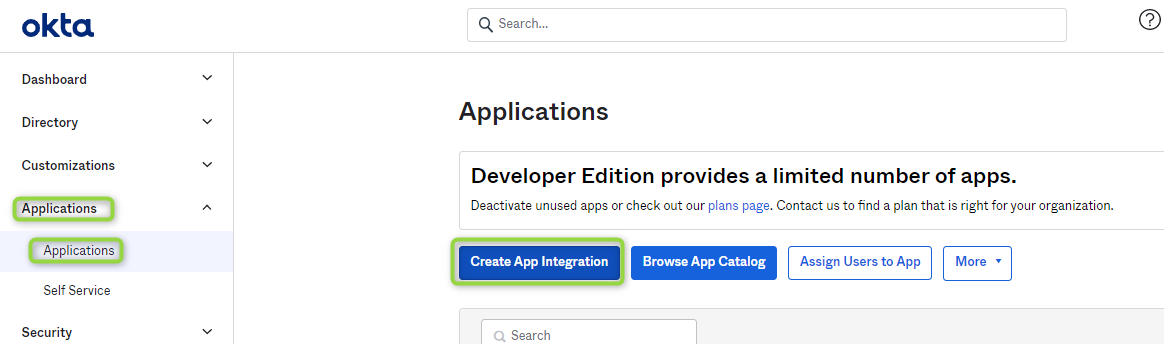 okta
Search...
?
Dashboard
Directory
Customizations
Applications
Applications
Self Service
Security
Applications
Developer Edition provides a limited number of apps.
Deactivate unused apps or check out our plans page. Contact us to find a plan that is right for your organization.
Create App Integration
Browse App Catalog
Assign Users to App
More
Search